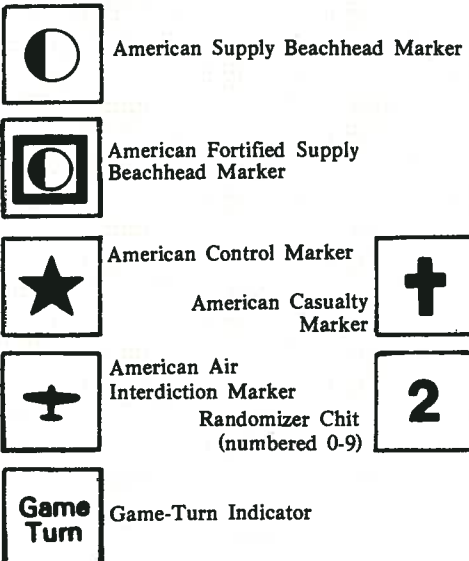 American Supply Beachhead Marker
American Fortified Supply
Beachhead Marker
American Control Marker
American Casualty
Marker
American Air
Interdiction Marker
2
Randomizer Chit
(numbered 0-9)
Game
Turn
Game-Turn Indicator